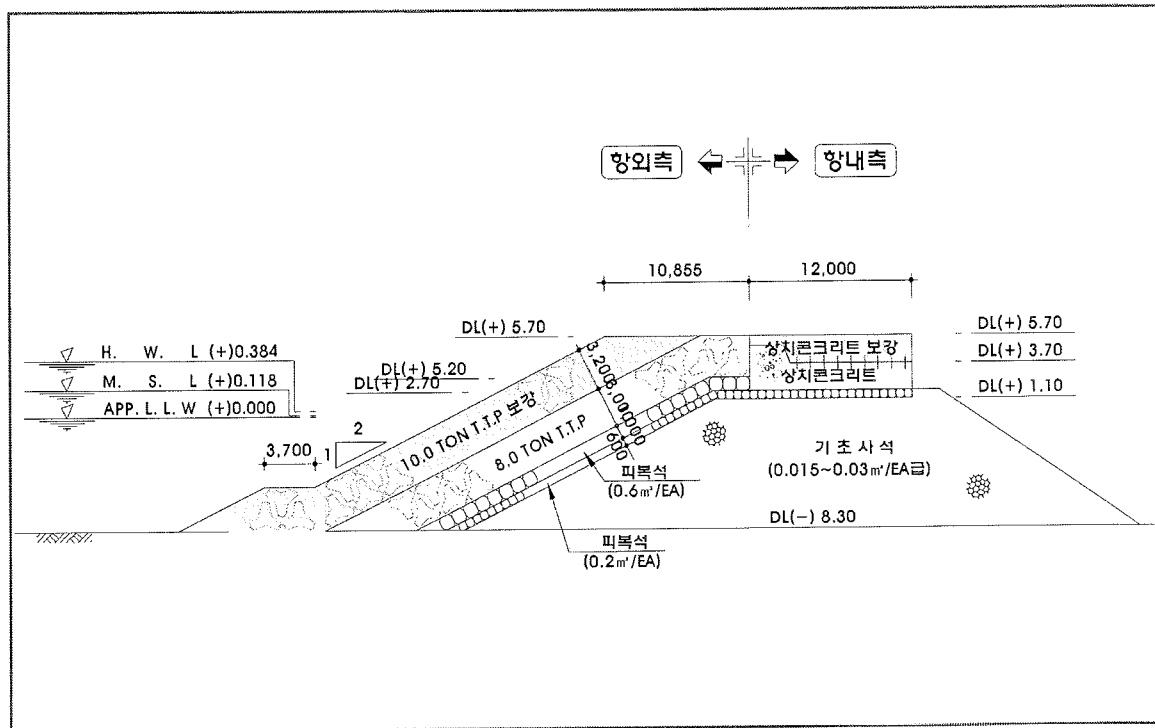 항외측
항내측
10,855
12,000
DL(+) 5.70
DL(+) 5.70
상치콘크리트 보강
DL(+) 3.70
상치콘크리트
DL(+) 1.10
H. W. L (+)0.384
DL(+) 5.20
DL(+) 2.70
M. S. L (+)0.118
APP. L. L. W (+)0.000
3,200
600
2
1
3,700
10.0 TON T.T.P 보강
8.0 TON T.T.P
기초사석
(0.015~0.03㎥/EA급)
피복석
(0.6㎥/EA)
DL(-) 8.30
피복석
(0.2㎥/EA)